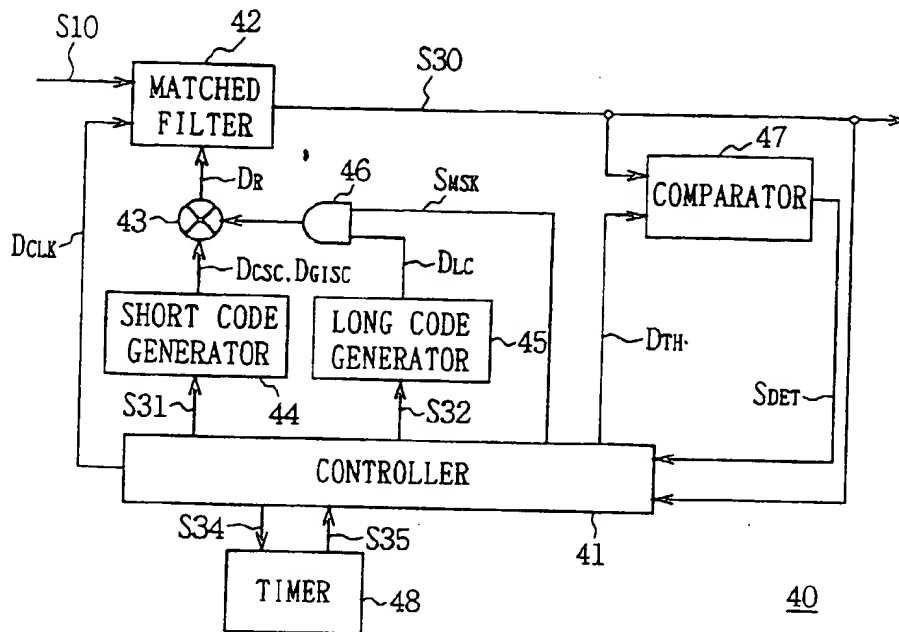 S10
42
MATCHED
FILTER
S30
47
COMPARATOR
DR
46
SMSK
43
DCLK
DCSC, DGISC
DLC
SHORT CODE
GENERATOR
LONG CODE
GENERATOR
45
DTH
S31
44
S32
SDET
CONTROLLER
S34
S35
41
TIMER
48
40